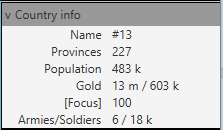 v Country info
Name #13
Provinces 227
Population 483 k
Gold 13 m / 603 k
[Focus] 100
Armies/Soldiers 6 / 18 k